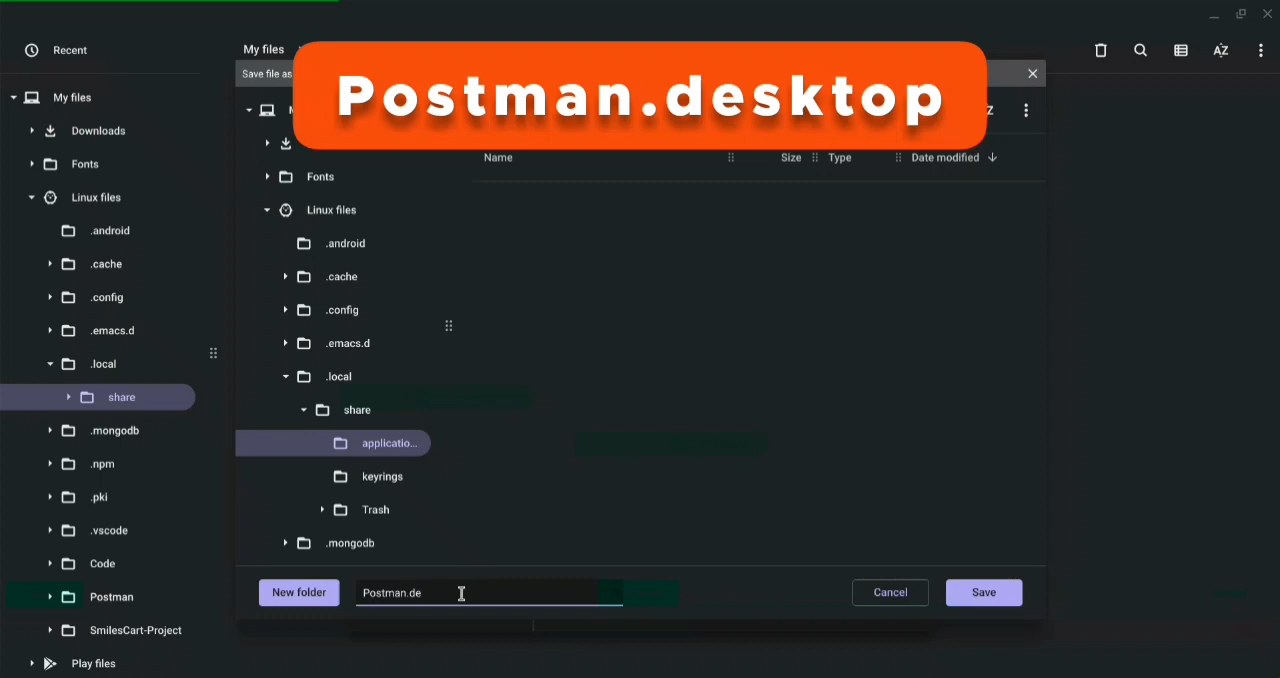 Postman.desktop
Recent
My files
Downloads
Fonts
Linux files
.android
.cache
.config
.emacs.d
.local
share
.mongodb
.npm
.pki
.vscode
Code
Postman
SmilesCart-Project
Play files
My files
Save file as
Fonts
Linux files
.android
.cache
.config
.emacs.d
.local
share
applicatio...
keyrings
Trash
.mongodb
Name Size Type Date modified
New folder Postman.de Cancel Save